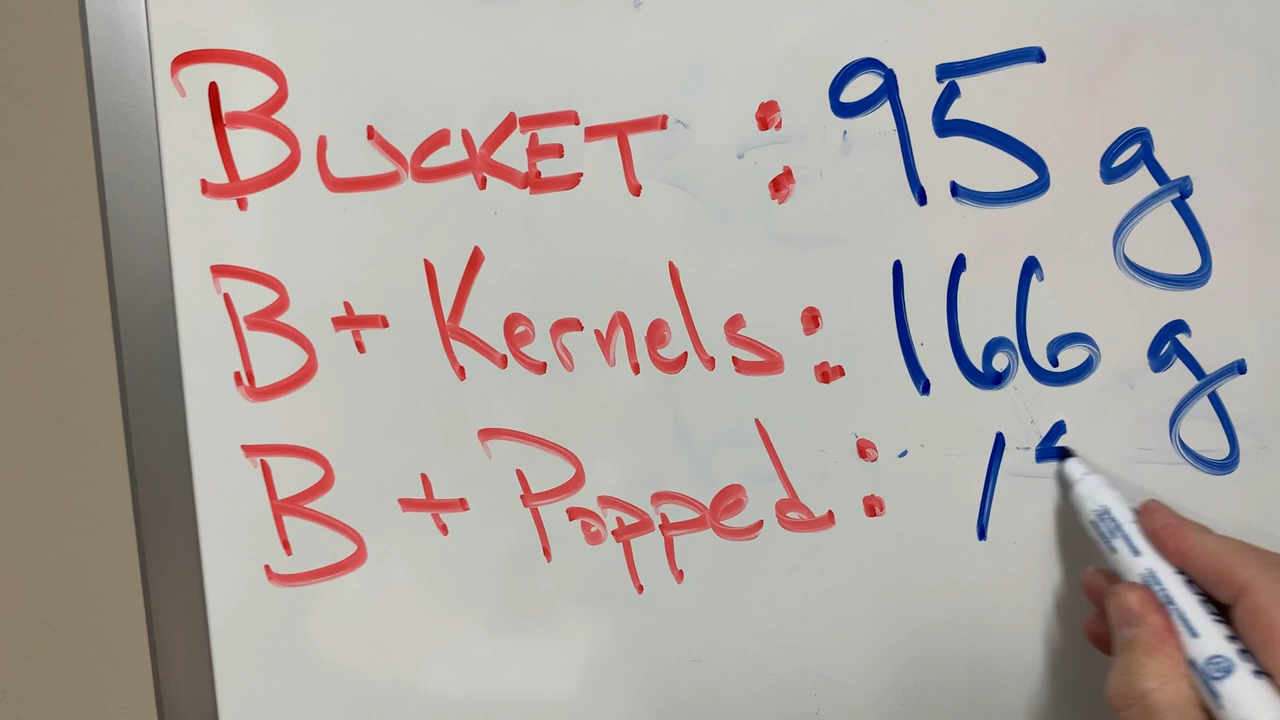 BUCKET : 95 g
B + Kernels : 166 g
B + Popped : 1